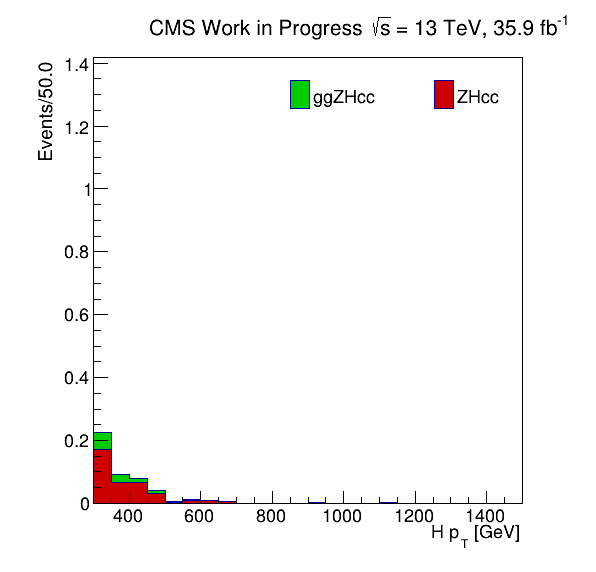 CMS Work in Progress √s = 13 TeV, 35.9 fb⁻¹
Events/50.0
ggZHcc ZHcc
1.4
1.2
1
0.8
0.6
0.4
0.2
0
400 600 800 1000 1200 1400
H p_T [GeV]